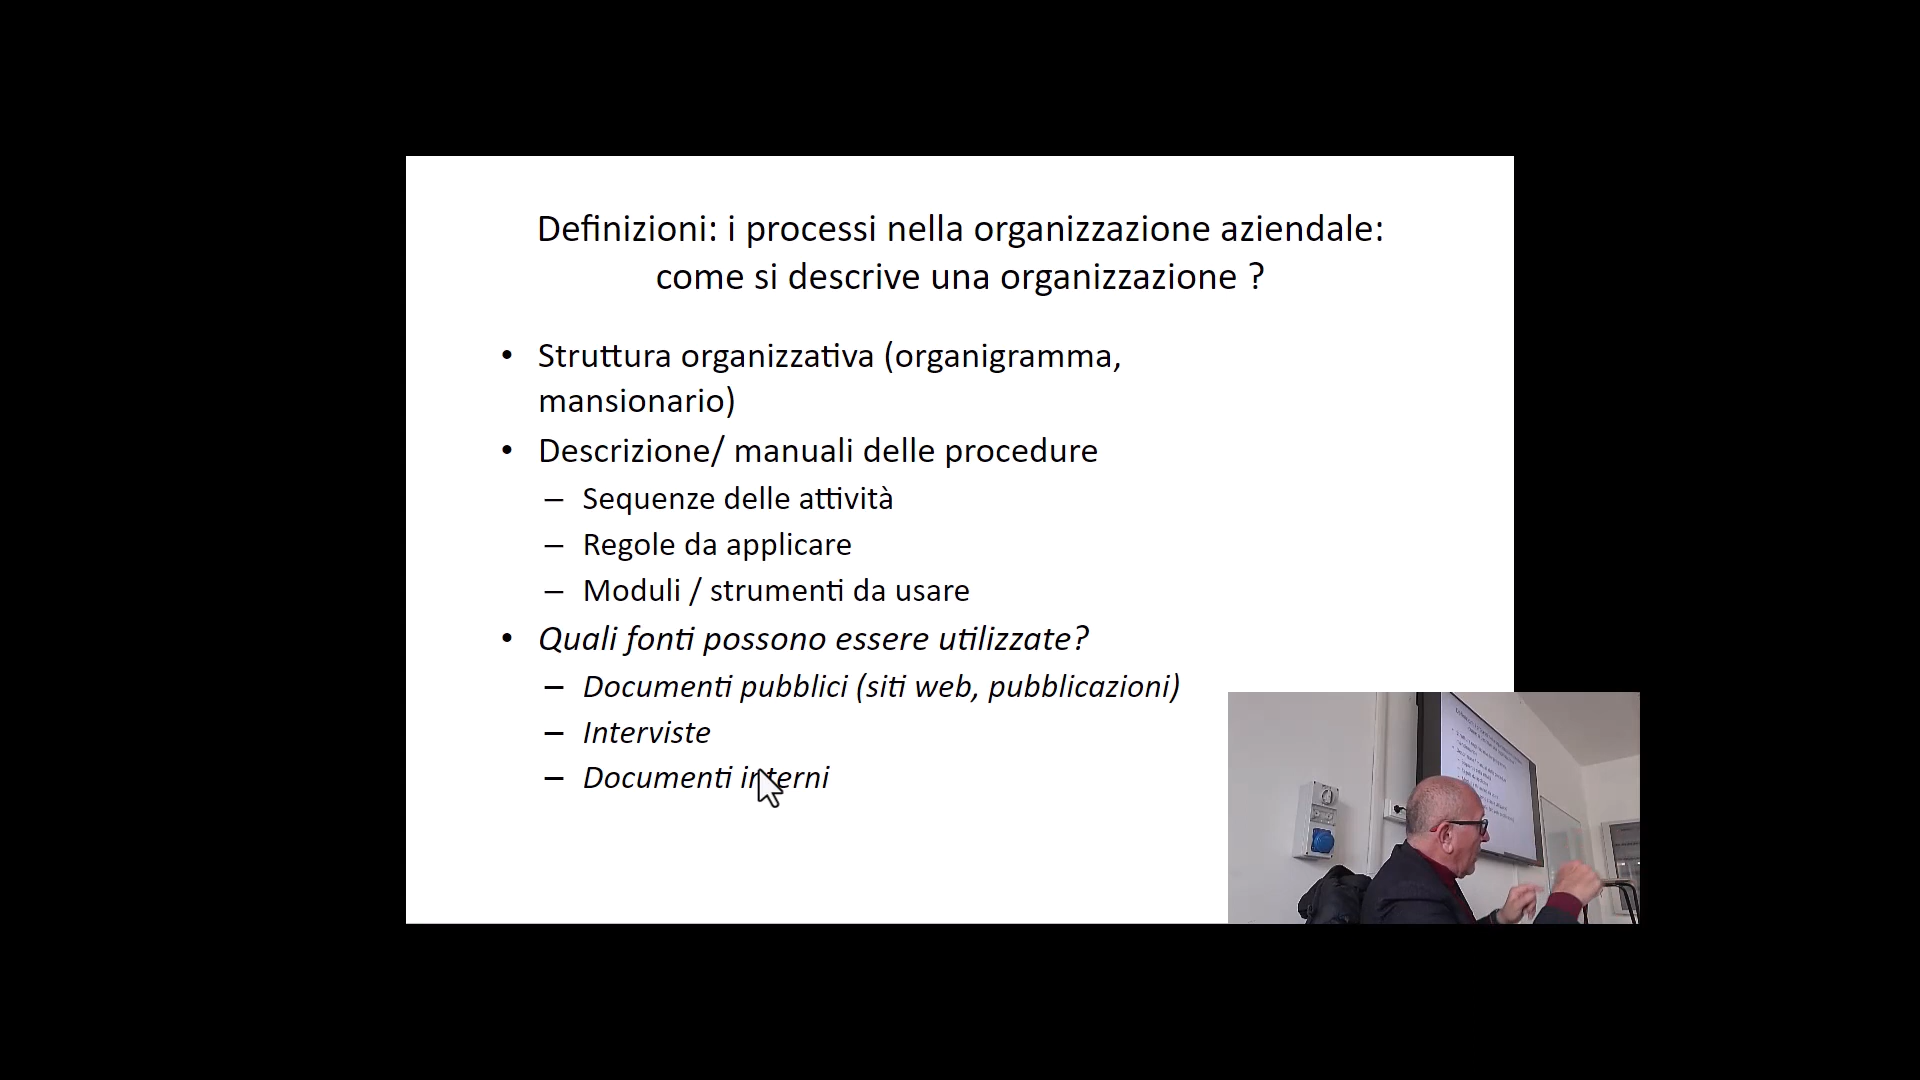 Definizioni: i processi nella organizzazione aziendale:
come si descrive una organizzazione ?
• Struttura organizzativa (organigramma,
mansionario)
• Descrizione/ manuali delle procedure
– Sequenze delle attività
– Regole da applicare
– Moduli / strumenti da usare
• Quali fonti possono essere utilizzate?
– Documenti pubblici (siti web, pubblicazioni)
– Interviste
– Documenti interni